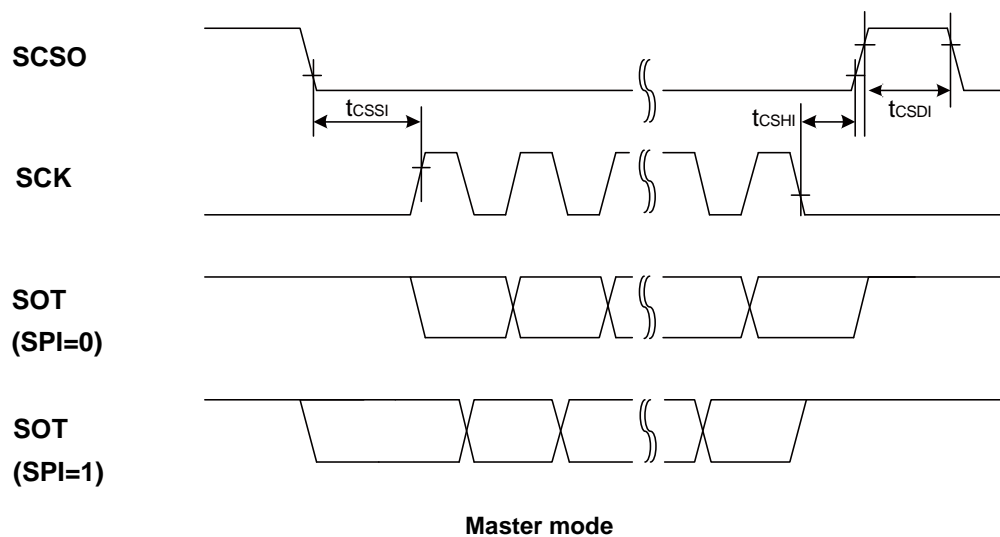 SCSO
tCSSI
tCSHI
tCSDI
SCK
SOT
(SPI=0)
SOT
(SPI=1)
Master mode